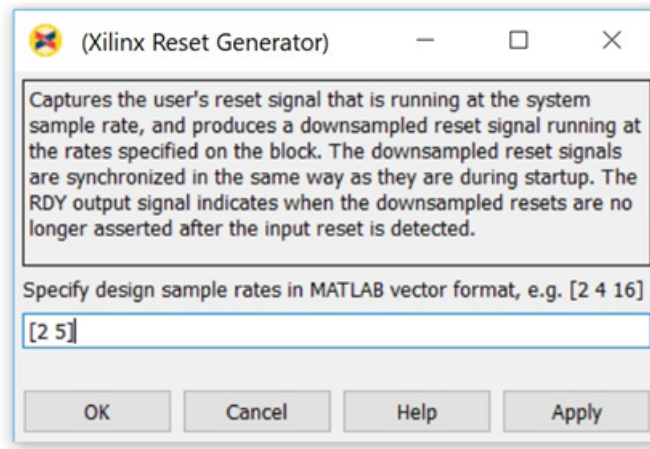 (Xilinx Reset Generator)
Captures the user's reset signal that is running at the system
sample rate, and produces a downsampled reset signal running at
the rates specified on the block. The downsampled reset signals
are synchronized in the same way as they are during startup. The
RDY output signal indicates when the downsampled resets are no
longer asserted after the input reset is detected.
Specify design sample rates in MATLAB vector format, e.g. [2 4 16]
[2 5]
OK Cancel Help Apply